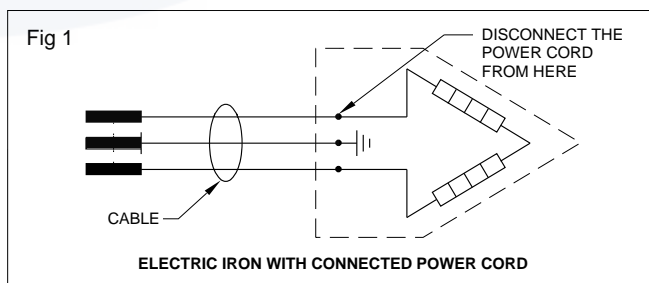 Fig 1
DISCONNECT THE
POWER CORD
FROM HERE
CABLE
ELECTRIC IRON WITH CONNECTED POWER CORD